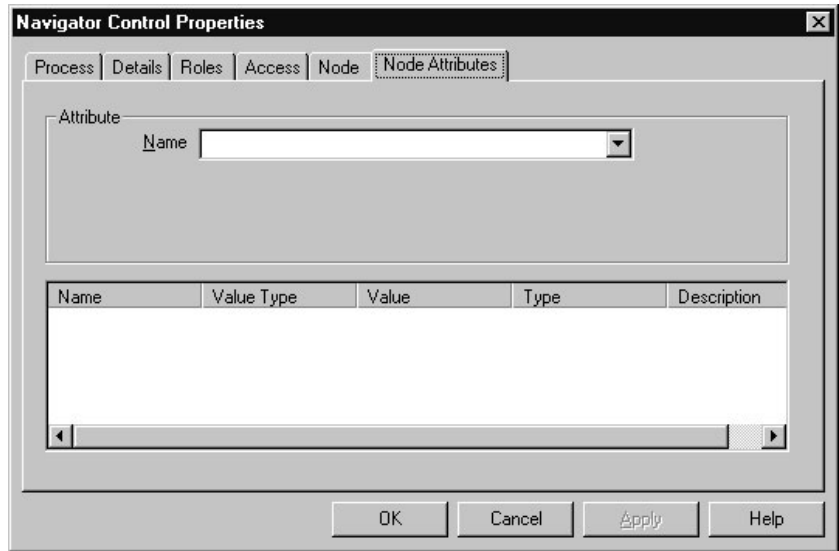 Navigator Control Properties
Process Details Roles Access Node Node Attributes
Attribute
Name
Name Value Type Value Type Description
OK Cancel Apply Help